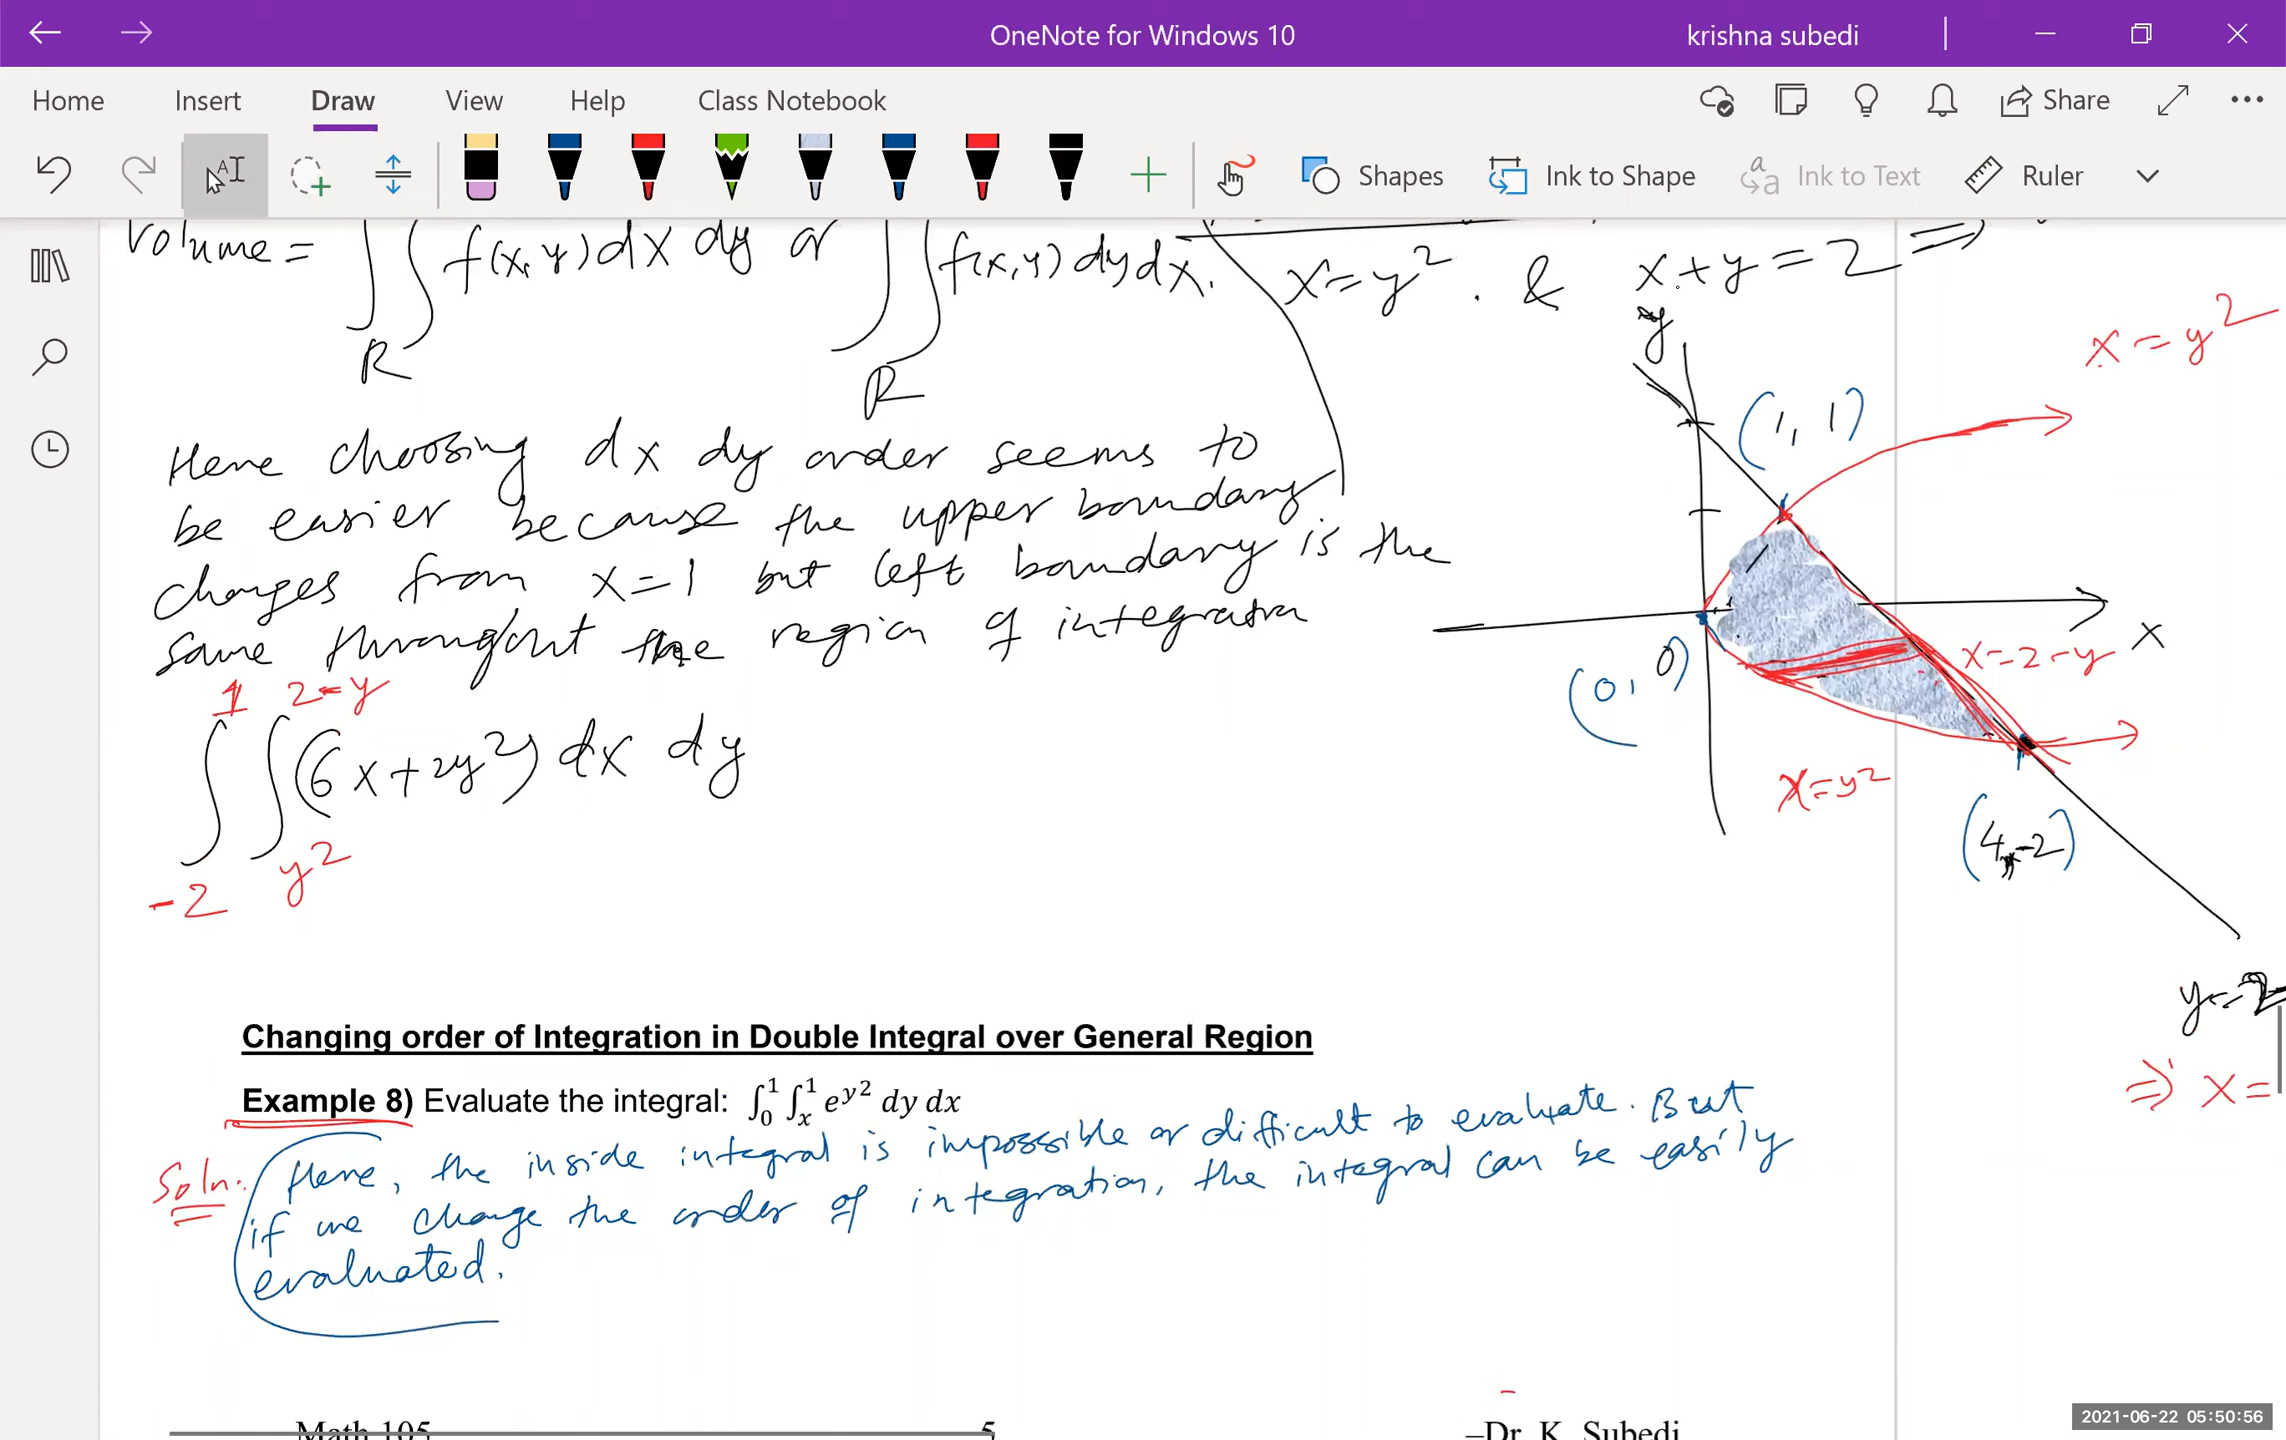 OneNote for Windows 10
krishna subedi
Home Insert Draw View Help Class Notebook
Share
Shapes Ink to Shape Ink to Text Ruler
Volume = ∫∫ f(x, y) dx dy or ∫∫ f(x, y) dy dx.
R R
x = y² . & x + y = 2 ⇒
y
x = y²
(1, 1)
Here choosing dx dy order seems to
be easier because the upper boundary
changes from x = 1 but left boundary is the
same throughout the region of integration
x
x = 2 - y
(0, 0)
x = y²
(4, -2)
1 2-y
∫ ∫ (6x + 2y²) dx dy
-2 y²
y = -2
⇒ x =
Changing order of Integration in Double Integral over General Region
Example 8) Evaluate the integral: ∫₀¹ ∫ₓ¹ e^{y²} dy dx
Soln: Here, the inside integral is impossible or difficult to evaluate. But
if we change the order of integration, the integral can be easily
evaluated.
Math 105 5 –Dr. K. Subedi
2021-06-22 05:50:56